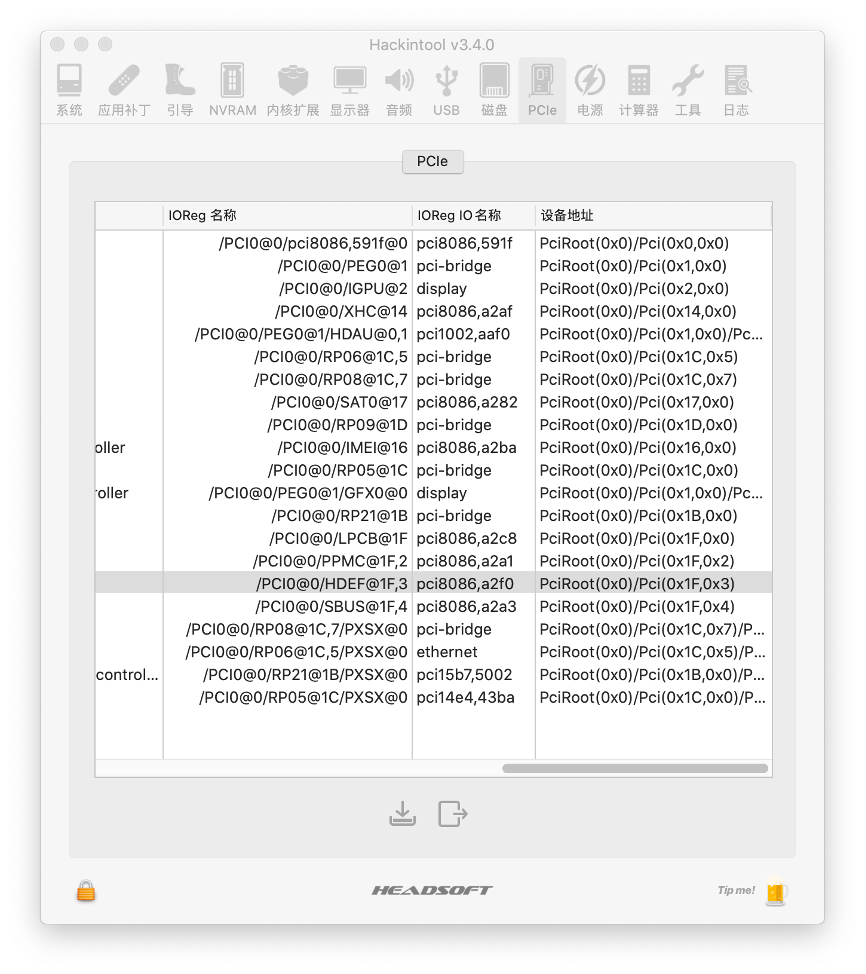 Hackintool v3.4.0
系统 应用补丁 引导 NVRAM 内核扩展 显示器 音频 USB 磁盘 PCIe 电源 计算器 工具 日志
PCIe
IOReg 名称 IOReg IO 名称 设备地址
/PCI0@0/pci8086,591f@0 pci8086,591f PciRoot(0x0)/Pci(0x0,0x0)
/PCI0@0/PEG0@1 pci-bridge PciRoot(0x0)/Pci(0x1,0x0)
/PCI0@0/IGPU@2 display PciRoot(0x0)/Pci(0x2,0x0)
/PCI0@0/XHC@14 pci8086,a2af PciRoot(0x0)/Pci(0x14,0x0)
/PCI0@0/PEG0@1/HDAU@0,1 pci1002,aaf0 PciRoot(0x0)/Pci(0x1,0x0)/Pc...
/PCI0@0/RP06@1C,5 pci-bridge PciRoot(0x0)/Pci(0x1C,0x5)
/PCI0@0/RP08@1C,7 pci-bridge PciRoot(0x0)/Pci(0x1C,0x7)
/PCI0@0/SAT0@17 pci8086,a282 PciRoot(0x0)/Pci(0x17,0x0)
/PCI0@0/RP09@1D pci-bridge PciRoot(0x0)/Pci(0x1D,0x0)
oller /PCI0@0/IMEI@16 pci8086,a2ba PciRoot(0x0)/Pci(0x16,0x0)
/PCI0@0/RP05@1C pci-bridge PciRoot(0x0)/Pci(0x1C,0x0)
roller /PCI0@0/PEG0@1/GFX0@0 display PciRoot(0x0)/Pci(0x1,0x0)/Pc...
/PCI0@0/RP21@1B pci-bridge PciRoot(0x0)/Pci(0x1B,0x0)
/PCI0@0/LPCB@1F pci8086,a2c8 PciRoot(0x0)/Pci(0x1F,0x0)
/PCI0@0/PPMC@1F,2 pci8086,a2a1 PciRoot(0x0)/Pci(0x1F,0x2)
/PCI0@0/HDEF@1F,3 pci8086,a2f0 PciRoot(0x0)/Pci(0x1F,0x3)
/PCI0@0/SBUS@1F,4 pci8086,a2a3 PciRoot(0x0)/Pci(0x1F,0x4)
/PCI0@0/RP08@1C,7/PXSX@0 pci-bridge PciRoot(0x0)/Pci(0x1C,0x7)/P...
/PCI0@0/RP06@1C,5/PXSX@0 ethernet PciRoot(0x0)/Pci(0x1C,0x5)/P...
control... /PCI0@0/RP21@1B/PXSX@0 pci15b7,5002 PciRoot(0x0)/Pci(0x1B,0x0)/P...
/PCI0@0/RP05@1C/PXSX@0 pci14e4,43ba PciRoot(0x0)/Pci(0x1C,0x0)/P...
HEADSOFT Tip me!